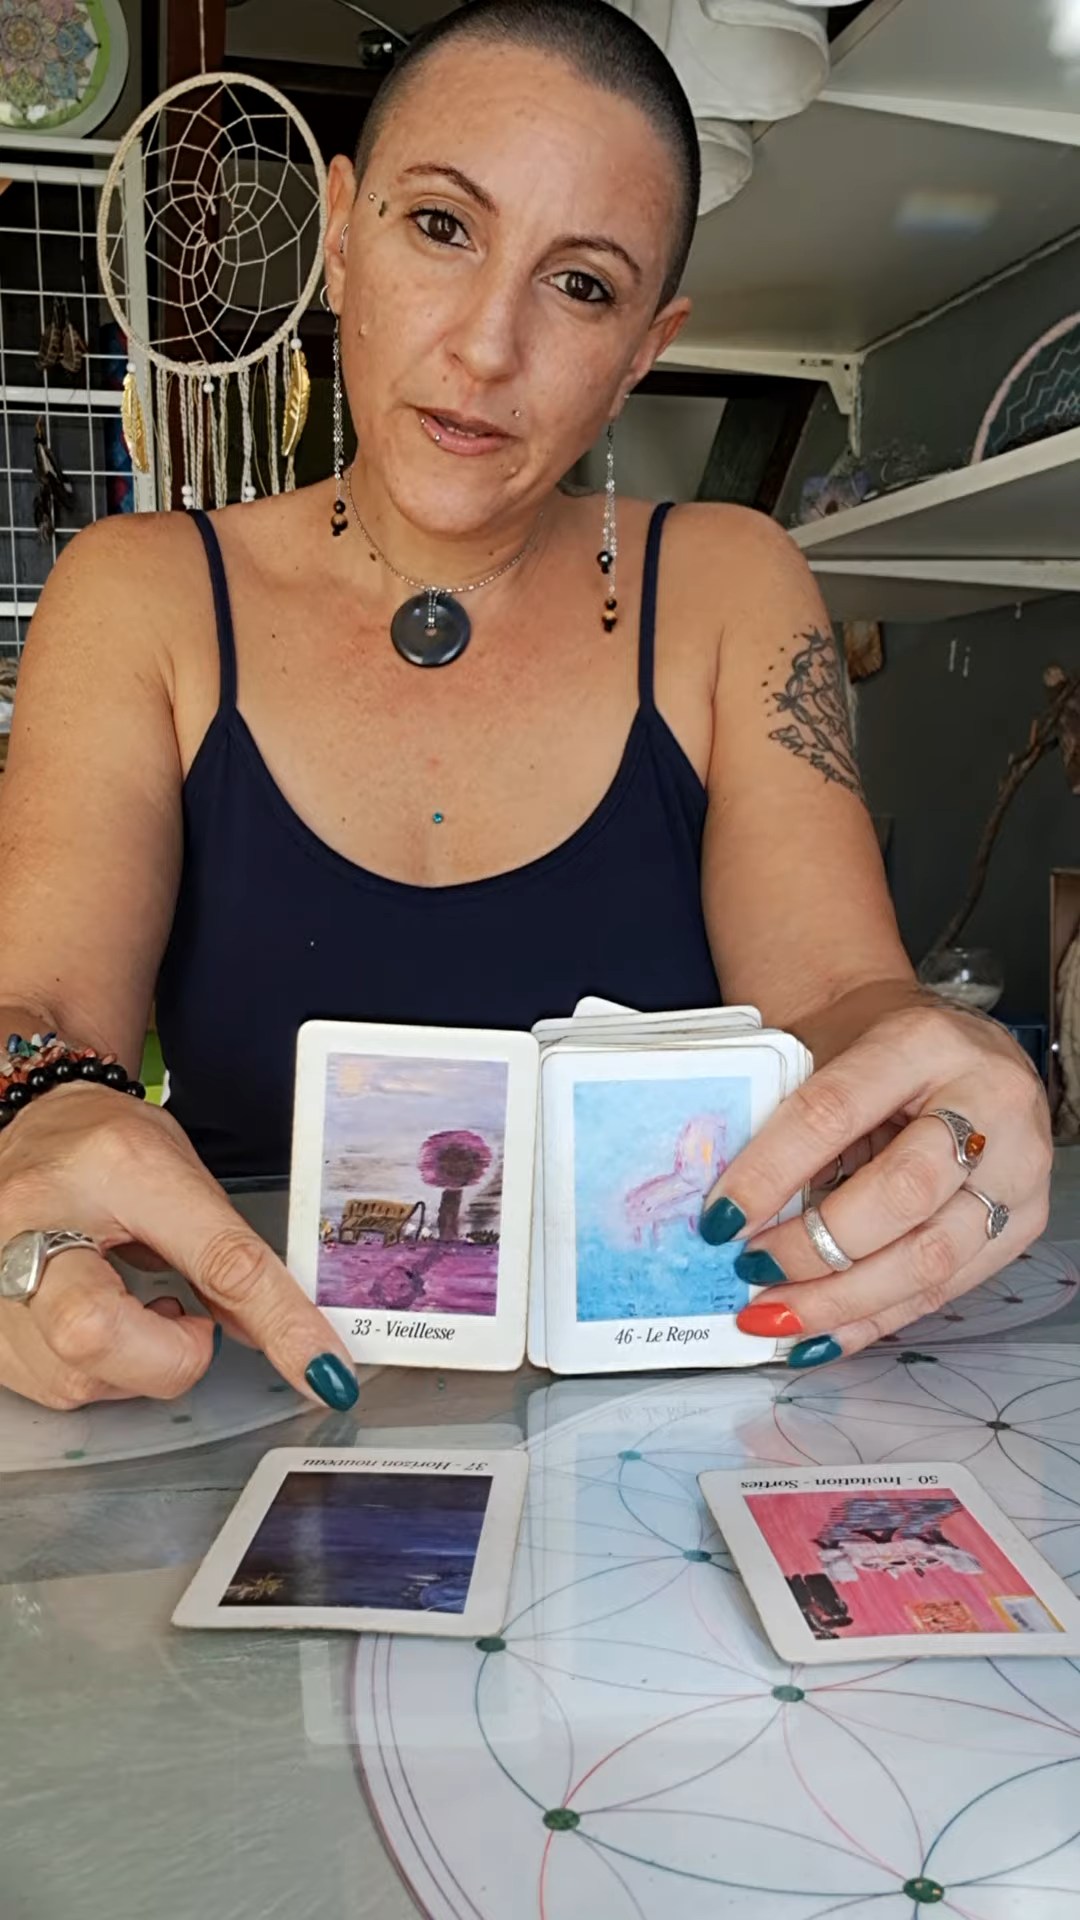 33 - Vieillesse
46 - Le Repos
37 - Horizon nouveau
50 - Invitation - Sorties